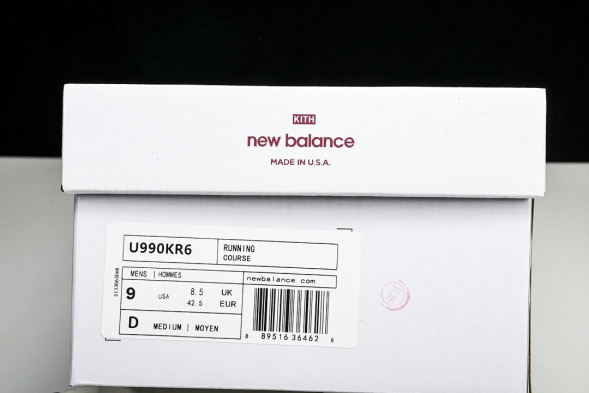 KITH
new balance
MADE IN U.S.A.
U990KR6
RUNNING
COURSE
MENS | HOMMES
newbalance.com
9 USA 8.5 UK
42.5 EUR
D MEDIUM | MOYEN
8 89516 36462 8